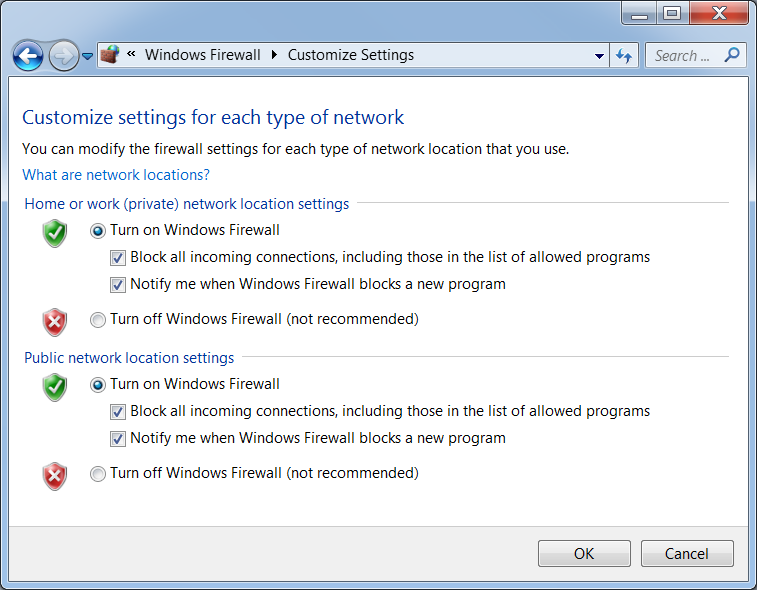 « Windows Firewall Customize Settings Search ...
Customize settings for each type of network
You can modify the firewall settings for each type of network location that you use.
What are network locations?
Home or work (private) network location settings
Turn on Windows Firewall
Block all incoming connections, including those in the list of allowed programs
Notify me when Windows Firewall blocks a new program
Turn off Windows Firewall (not recommended)
Public network location settings
Turn on Windows Firewall
Block all incoming connections, including those in the list of allowed programs
Notify me when Windows Firewall blocks a new program
Turn off Windows Firewall (not recommended)
OK Cancel